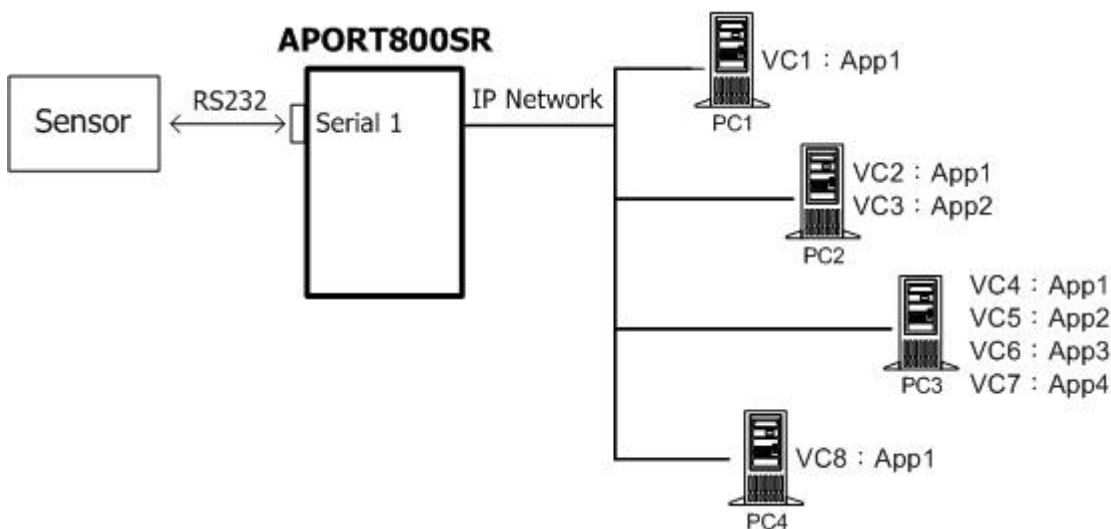 APORT800SR
Sensor
RS232
Serial 1
IP Network
VC1：App1
PC1
VC2：App1
VC3：App2
PC2
VC4：App1
VC5：App2
VC6：App3
VC7：App4
PC3
VC8：App1
PC4